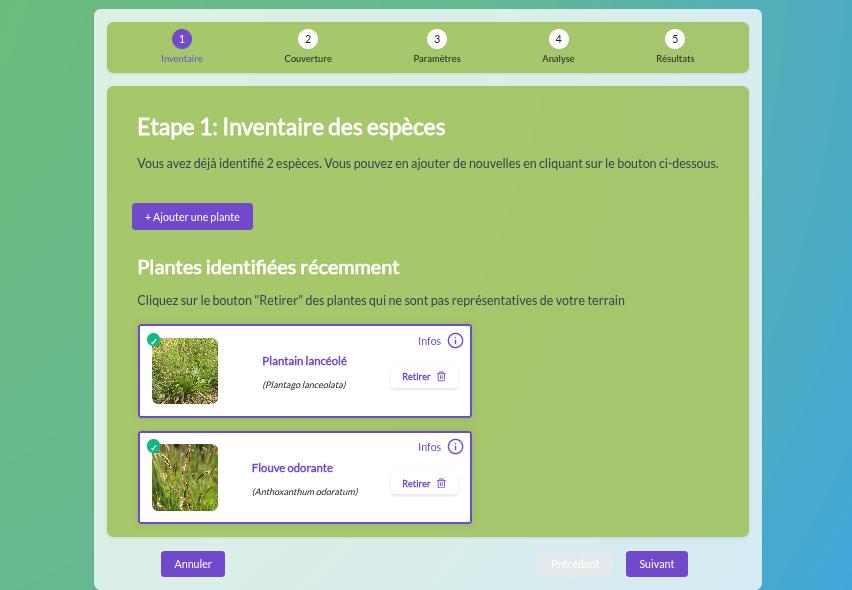 1
2
3
4
5
Inventaire
Couverture
Paramètres
Analyse
Résultats
Etape 1: Inventaire des espèces
Vous avez déjà identifié 2 espèces. Vous pouvez en ajouter de nouvelles en cliquant sur le bouton ci-dessous.
+ Ajouter une plante
Plantes identifiées récemment
Cliquez sur le bouton "Retirer" des plantes qui ne sont pas représentatives de votre terrain
Infos
Plantain lancéolé
Retirer
(Plantago lanceolata)
Infos
Flouve odorante
Retirer
(Anthoxanthum odoratum)
Annuler
Précédent
Suivant